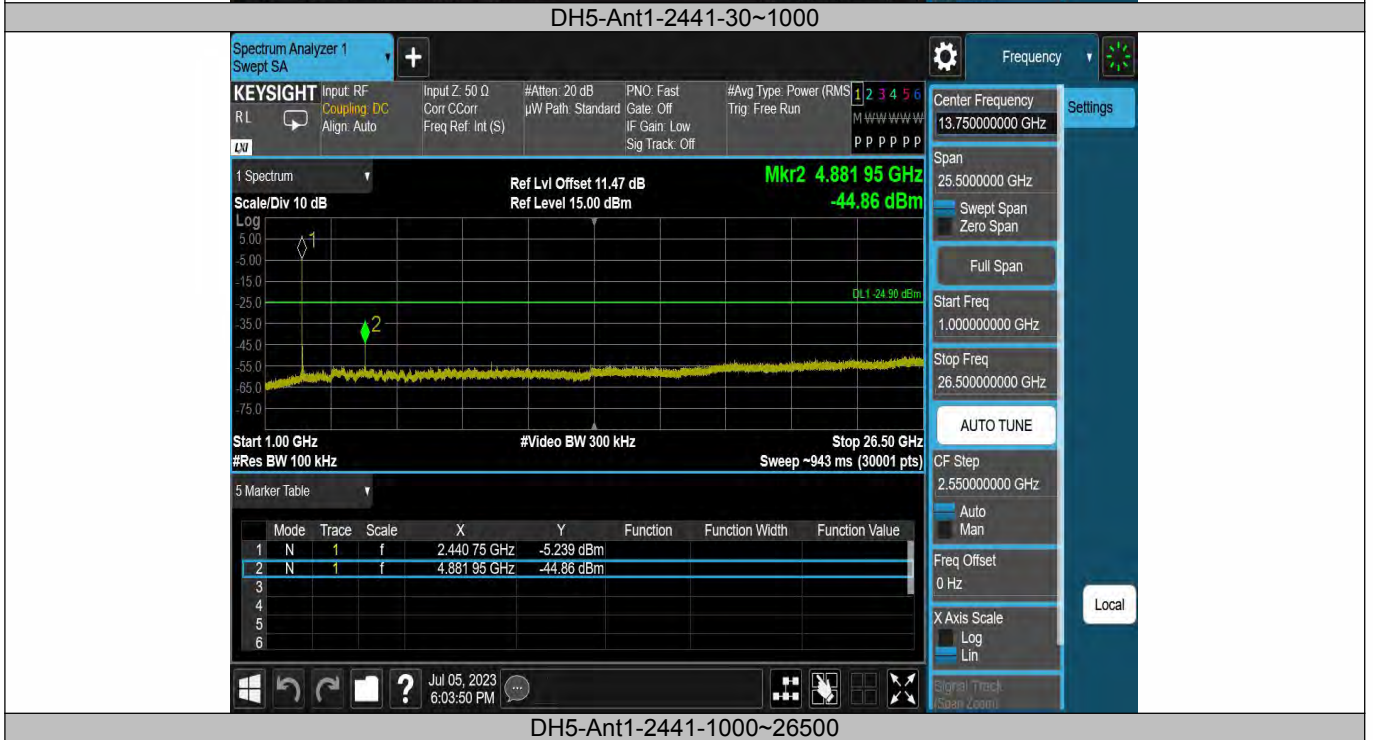 DH5-Ant1-2441-30~1000
Spectrum Analyzer 1
Swept SA
Frequency
KEYSIGHT
RL
LXI
Input: RF
Coupling: DC
Align: Auto
Input Z: 50 Ω
Corr CCorr
Freq Ref: Int (S)
#Atten: 20 dB
µW Path: Standard
PNO: Fast
Gate: Off
IF Gain: Low
Sig Track: Off
#Avg Type: Power (RMS
Trig: Free Run
1 2 3 4 5 6
M W W W W W
P P P P P P
Center Frequency
13.750000000 GHz
Settings
1 Spectrum
Scale/Div 10 dB
Ref Lvl Offset 11.47 dB
Ref Level 15.00 dBm
Mkr2 4.881 95 GHz
-44.86 dBm
Span
25.5000000 GHz
Swept Span
Zero Span
Full Span
Start Freq
1.000000000 GHz
Stop Freq
26.500000000 GHz
AUTO TUNE
CF Step
2.550000000 GHz
Auto
Man
Freq Offset
0 Hz
X Axis Scale
Log
Lin
Signal Track
(Span Zoom)
Local
Log
5.00
-5.00
-15.0
-25.0
-35.0
-45.0
-55.0
-65.0
-75.0
1
2
DL1 -24.90 dBm
Start 1.00 GHz
#Video BW 300 kHz
Stop 26.50 GHz
#Res BW 100 kHz
Sweep ~943 ms (30001 pts)
5 Marker Table
Mode Trace Scale X Y Function Function Width Function Value
1 N 1 f 2.440 75 GHz -5.239 dBm
2 N 1 f 4.881 95 GHz -44.86 dBm
3
4
5
6
?
Jul 05, 2023
6:03:50 PM
DH5-Ant1-2441-1000~26500